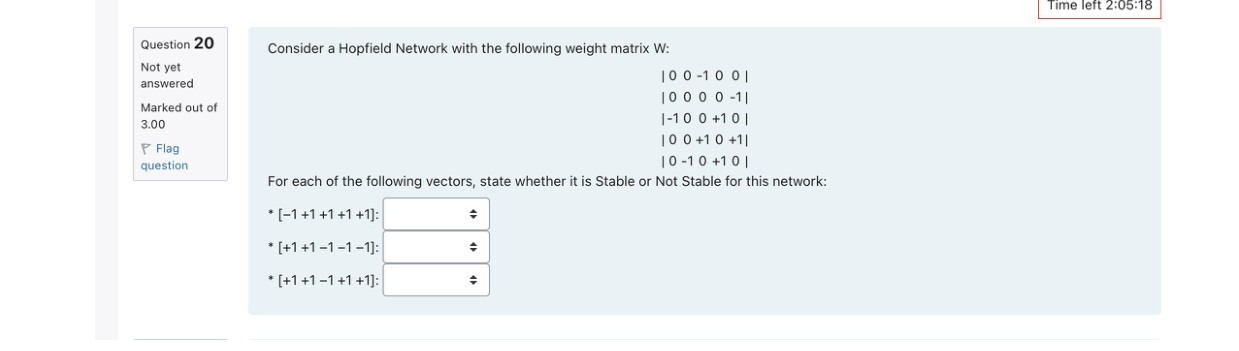 Time left 2:05:18
Question 20
Not yet
answered
Marked out of
3.00
Flag
question
Consider a Hopfield Network with the following weight matrix W:
|0 0 -1 0 0|
|0 0 0 0 -1|
|-1 0 0 +1 0|
|0 0 +1 0 +1|
|0 -1 0 +1 0|
For each of the following vectors, state whether it is Stable or Not Stable for this network:
* [−1 +1 +1 +1 +1]:
* [+1 +1 −1 −1 −1]:
* [+1 +1 −1 +1 +1]: